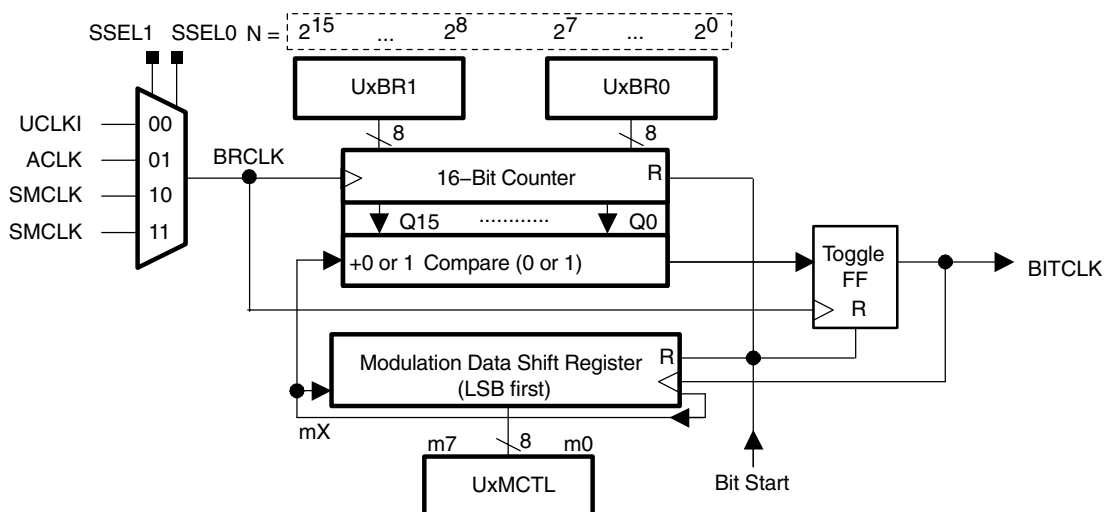 SSEL1 SSEL0 N = 2^15 ... 2^8 2^7 ... 2^0
UxBR1 UxBR0
8 8
UCLKI 00
ACLK 01
SMCLK 10
SMCLK 11
BRCLK
16−Bit Counter R
Q15 ............ Q0
+0 or 1 Compare (0 or 1)
Toggle
FF
R
BITCLK
Modulation Data Shift Register R
(LSB first)
mX
m7 8 m0
UxMCTL
Bit Start